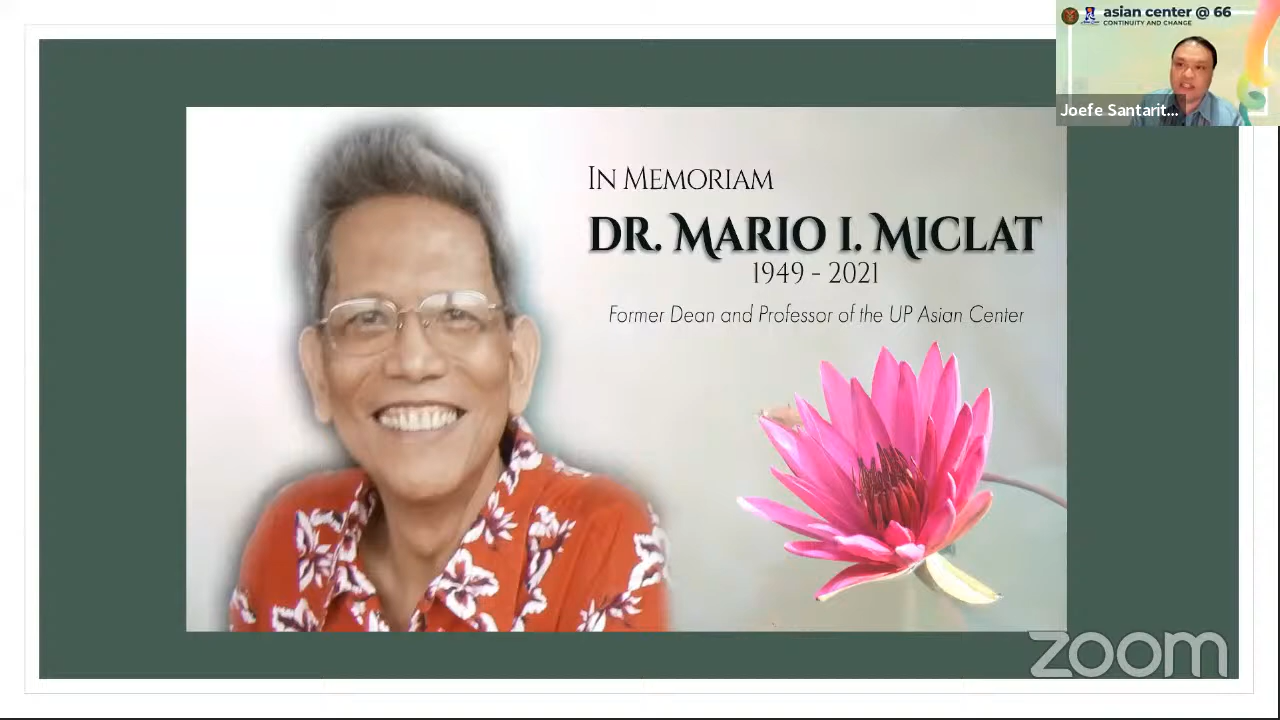 asian center @ 66
CONTINUITY AND CHANGE
Joefe Santarit...
IN MEMORIAM
DR. MARIO I. MICLAT
1949 - 2021
Former Dean and Professor of the UP Asian Center
zoom